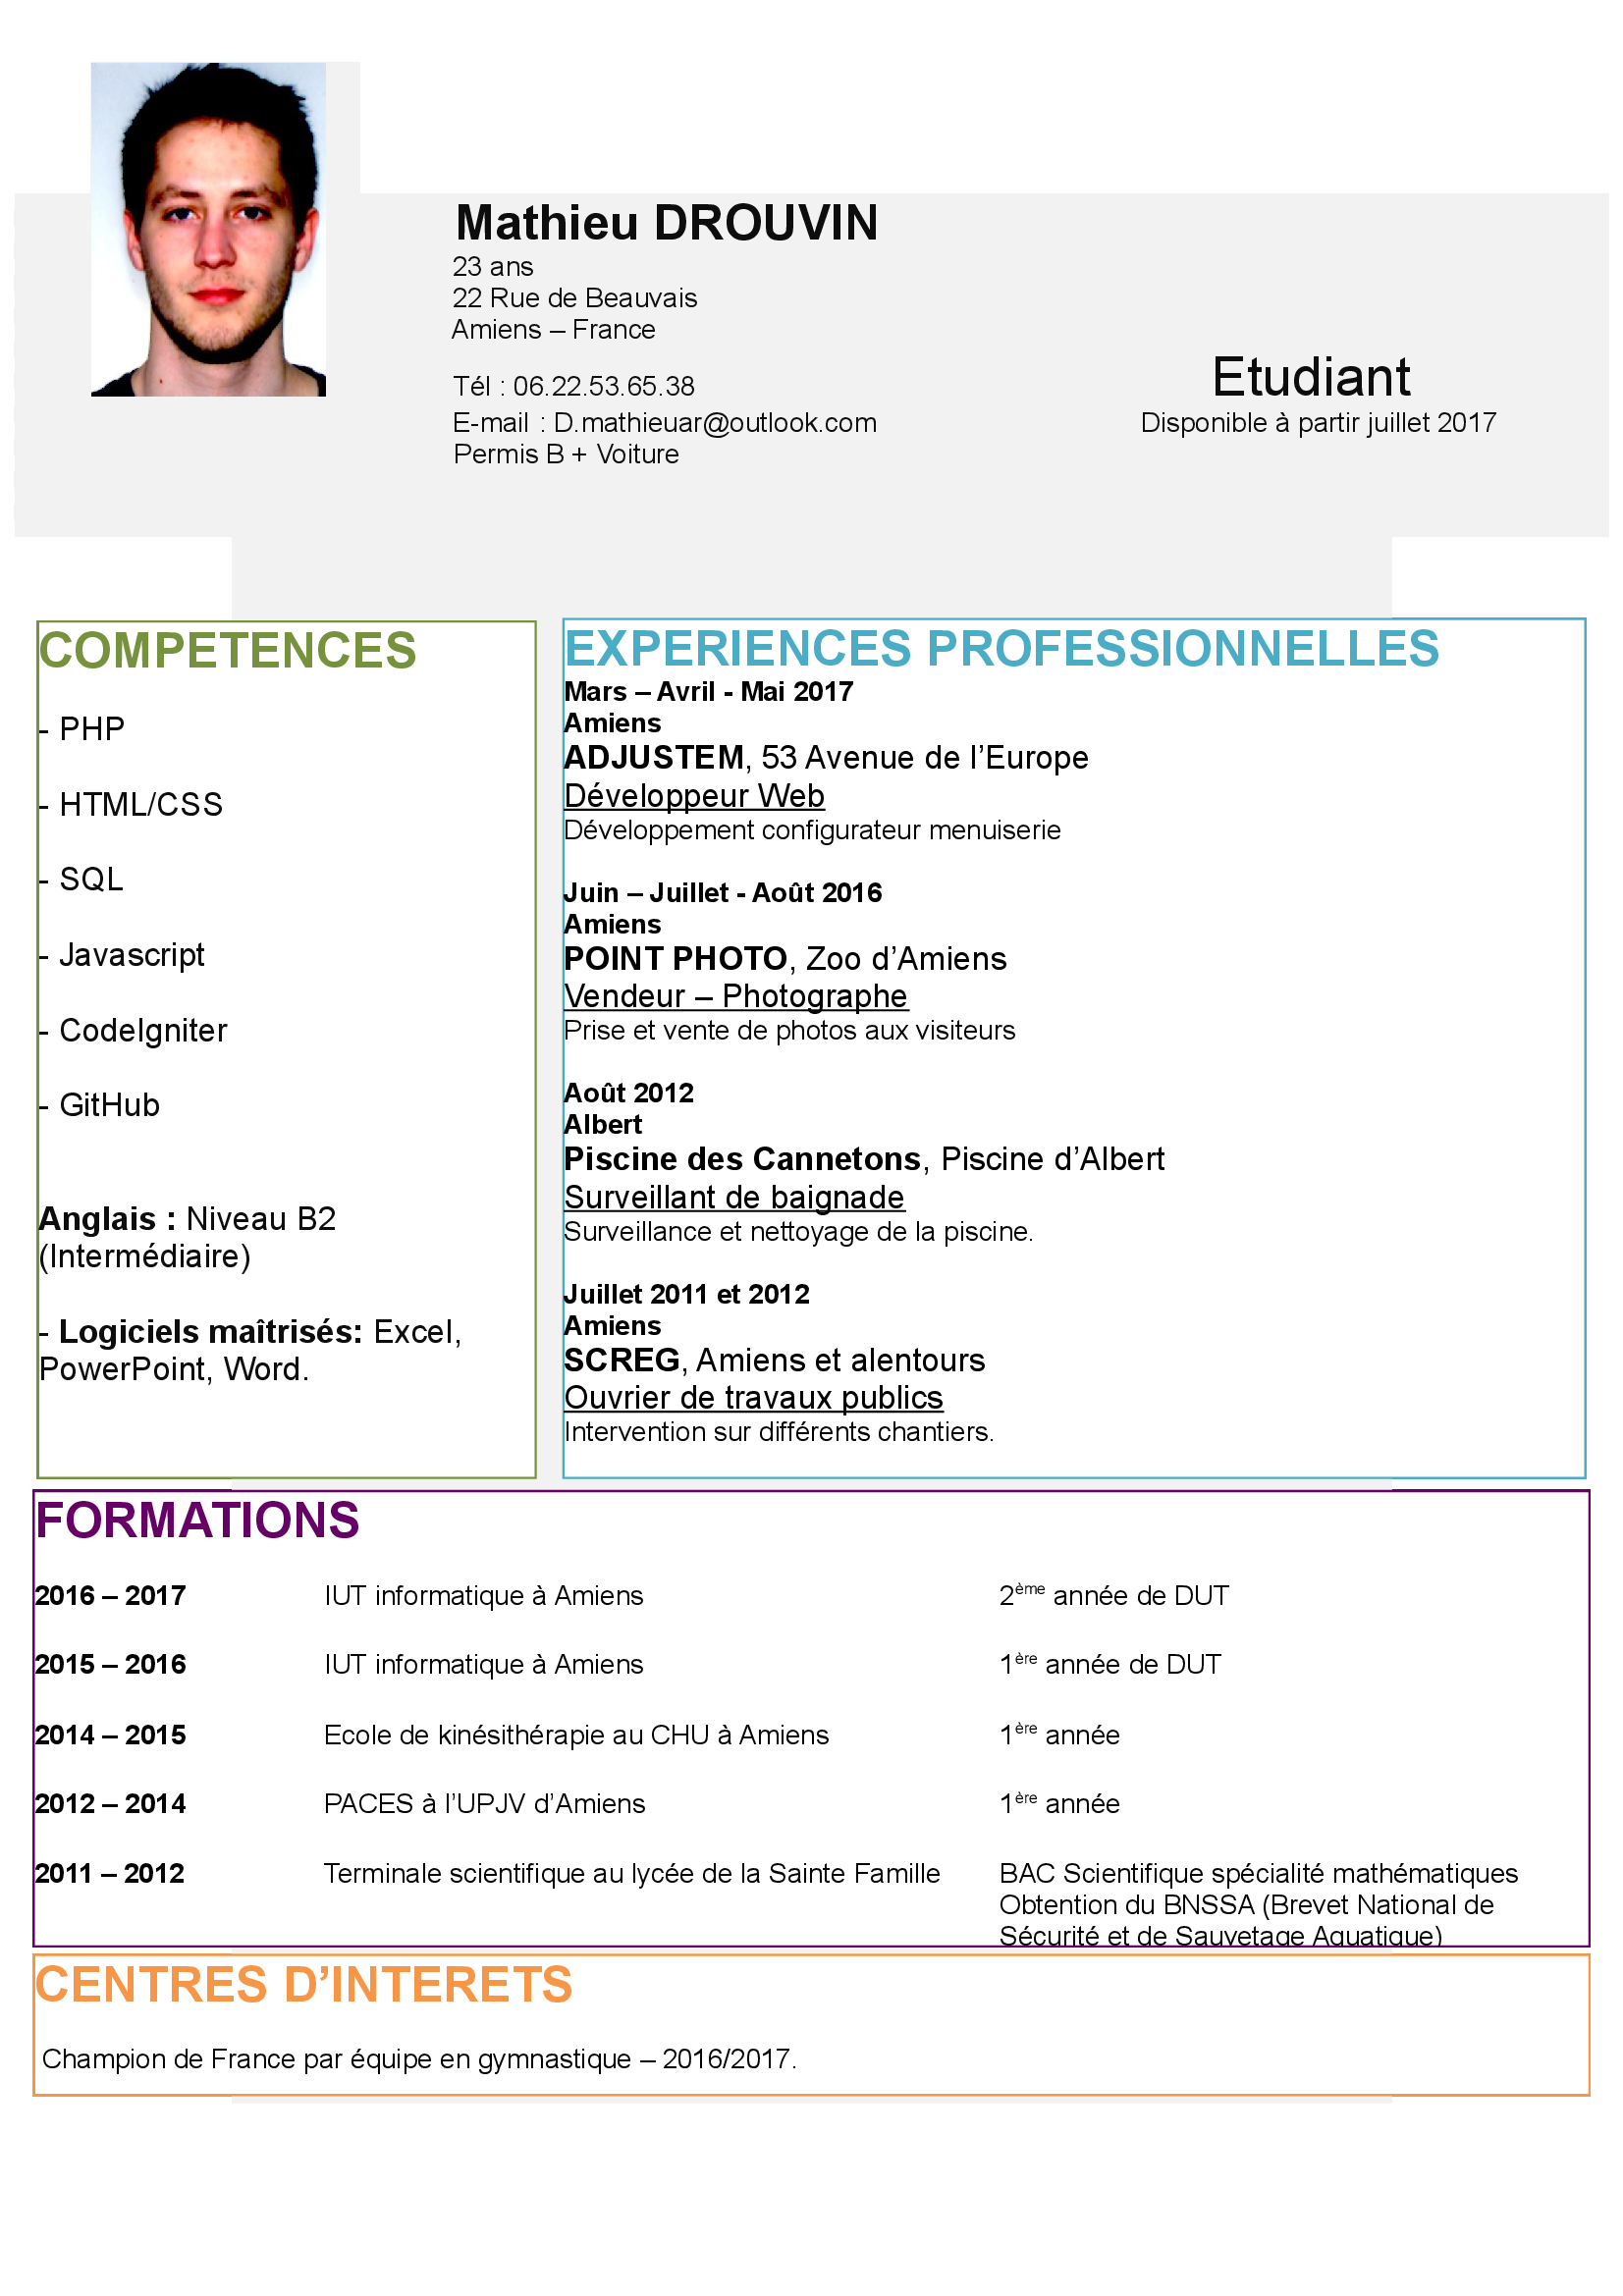 Mathieu DROUVIN
23 ans
22 Rue de Beauvais
Amiens – France
Tél : 06.22.53.65.38
E-mail : D.mathieuar@outlook.com
Permis B + Voiture
Etudiant
Disponible à partir juillet 2017
COMPETENCES
- PHP
- HTML/CSS
- SQL
- Javascript
- CodeIgniter
- GitHub
Anglais : Niveau B2
(Intermédiaire)
- Logiciels maîtrisés: Excel,
PowerPoint, Word.
EXPERIENCES PROFESSIONNELLES
Mars – Avril - Mai 2017
Amiens
ADJUSTEM, 53 Avenue de l’Europe
Développeur Web
Développement configurateur menuiserie
Juin – Juillet - Août 2016
Amiens
POINT PHOTO, Zoo d’Amiens
Vendeur – Photographe
Prise et vente de photos aux visiteurs
Août 2012
Albert
Piscine des Cannetons, Piscine d’Albert
Surveillant de baignade
Surveillance et nettoyage de la piscine.
Juillet 2011 et 2012
Amiens
SCREG, Amiens et alentours
Ouvrier de travaux publics
Intervention sur différents chantiers.
FORMATIONS
2016 – 2017 IUT informatique à Amiens 2ème année de DUT
2015 – 2016 IUT informatique à Amiens 1ère année de DUT
2014 – 2015 Ecole de kinésithérapie au CHU à Amiens 1ère année
2012 – 2014 PACES à l’UPJV d’Amiens 1ère année
2011 – 2012 Terminale scientifique au lycée de la Sainte Famille BAC Scientifique spécialité mathématiques
Obtention du BNSSA (Brevet National de
Sécurité et de Sauvetage Aquatique)
CENTRES D’INTERETS
Champion de France par équipe en gymnastique – 2016/2017.